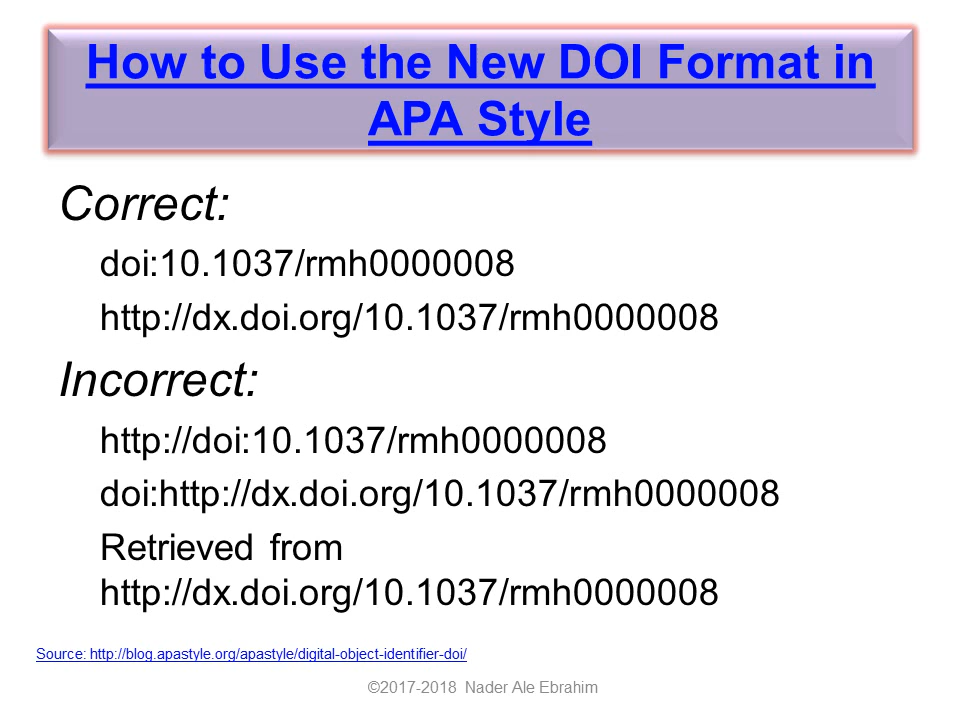 How to Use the New DOI Format in
APA Style
Correct:
doi:10.1037/rmh0000008
http://dx.doi.org/10.1037/rmh0000008
Incorrect:
http://doi:10.1037/rmh0000008
doi:http://dx.doi.org/10.1037/rmh0000008
Retrieved from
http://dx.doi.org/10.1037/rmh0000008
Source: http://blog.apastyle.org/apastyle/digital-object-identifier-doi/
©2017-2018 Nader Ale Ebrahim